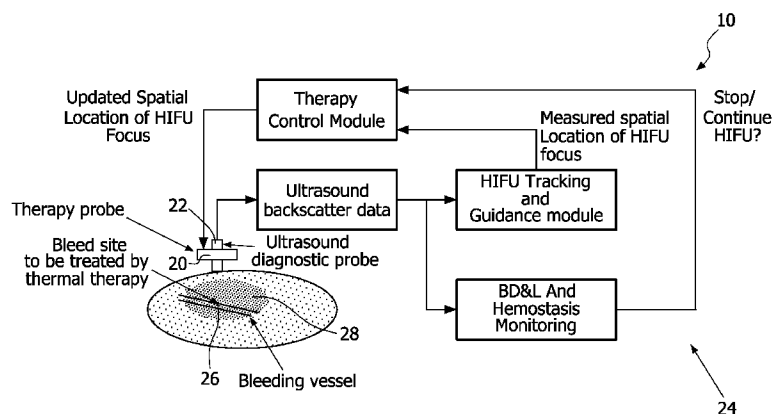 10
Updated Spatial
Location of HIFU
Focus
Therapy
Control Module
Measured spatial
Location of HIFU
focus
Stop/
Continue
HIFU?
22
Ultrasound
backscatter data
HIFU Tracking
and
Guidance module
Therapy probe
20
Ultrasound
diagnostic probe
Bleed site
to be treated by
thermal therapy
BD&L And
Hemostasis
Monitoring
28
26
Bleeding vessel
24